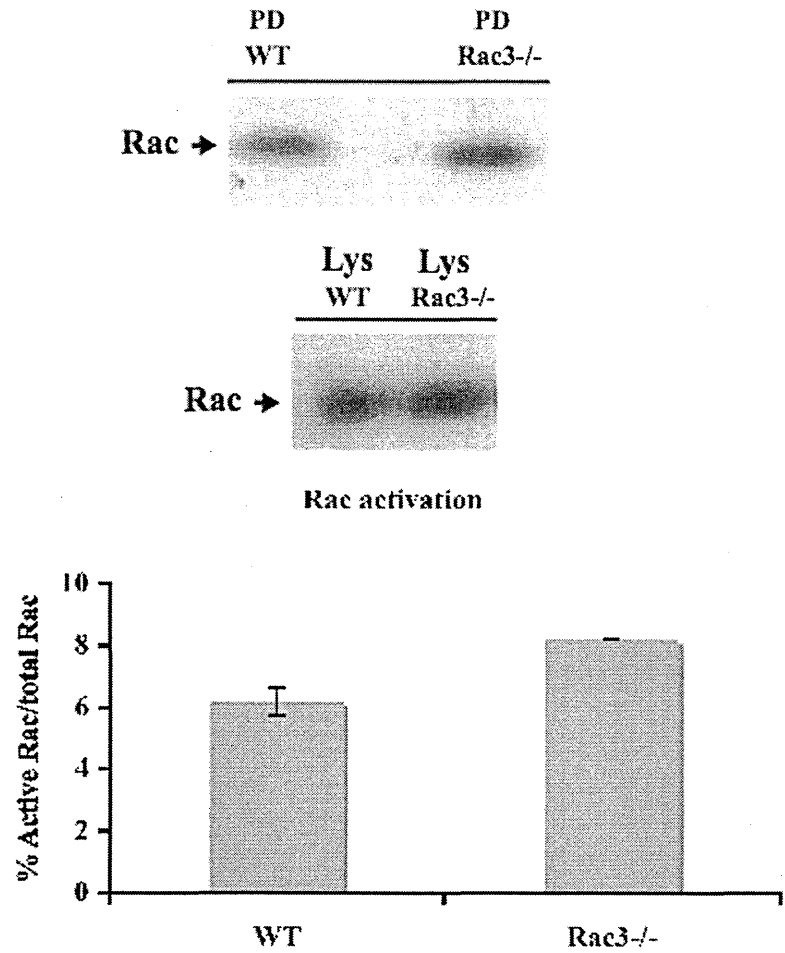 PD PD
WT Rac3-/-
Rac
Lys Lys
WT Rac3-/-
Rac
Rac activation
% Active Rac/total Rac
10
8
6
4
2
0
WT Rac3-/-